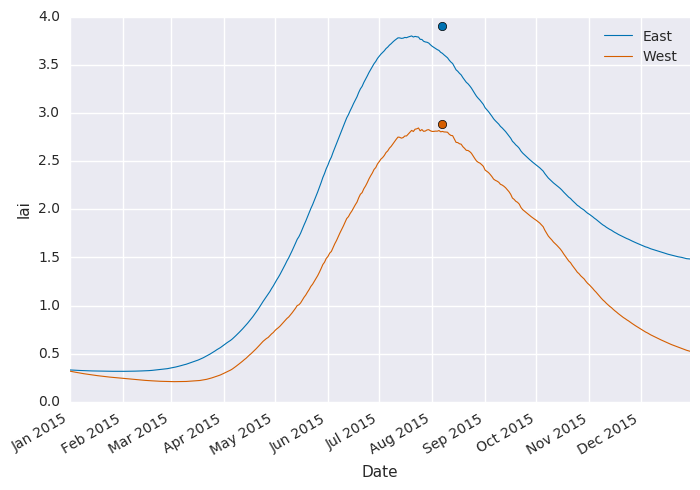 4.0
3.5
3.0
2.5
2.0
1.5
1.0
0.5
0.0
lai
East
West
Jan 2015
Feb 2015
Mar 2015
Apr 2015
May 2015
Jun 2015
Jul 2015
Aug 2015
Sep 2015
Oct 2015
Nov 2015
Dec 2015
Date